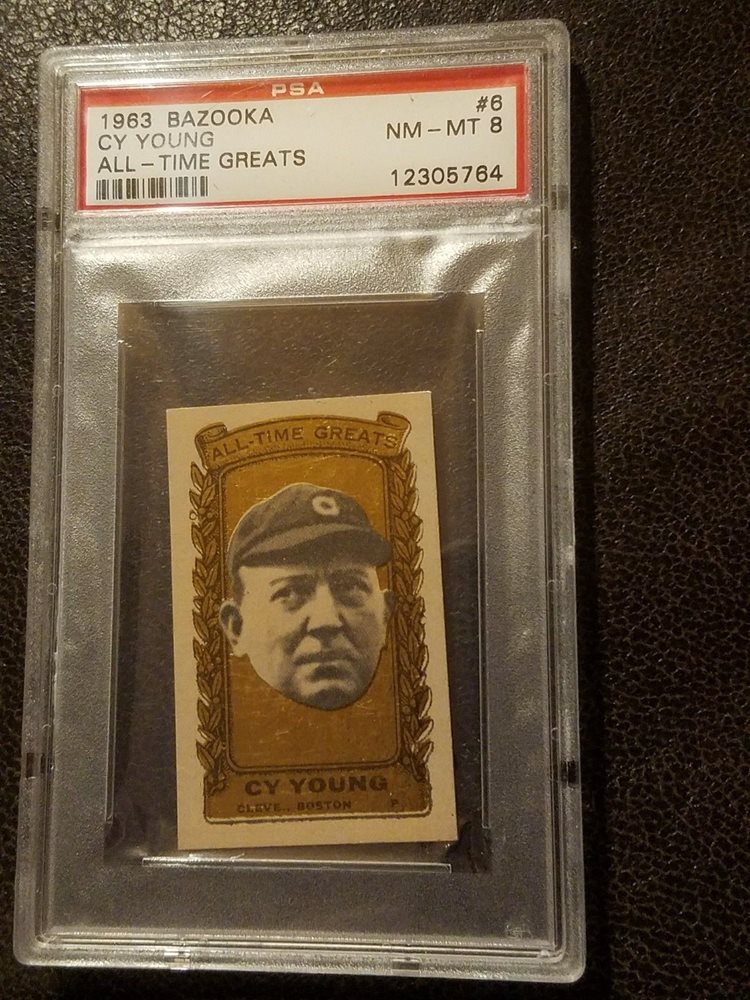 PSA
1963 BAZOOKA #6
CY YOUNG NM-MT 8
ALL-TIME GREATS
12305764
ALL-TIME GREATS
C
CY YOUNG
CLEVE., BOSTON P.